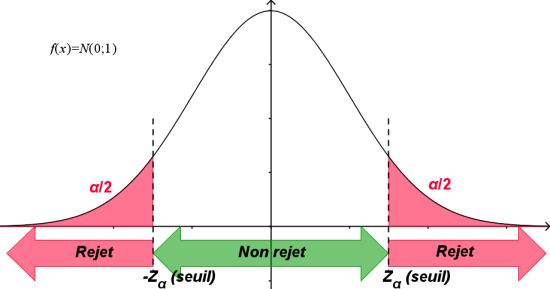 f(x)=N(0;1)
α/2
α/2
Rejet
Non rejet
Rejet
-Zα (seuil)
Zα (seuil)